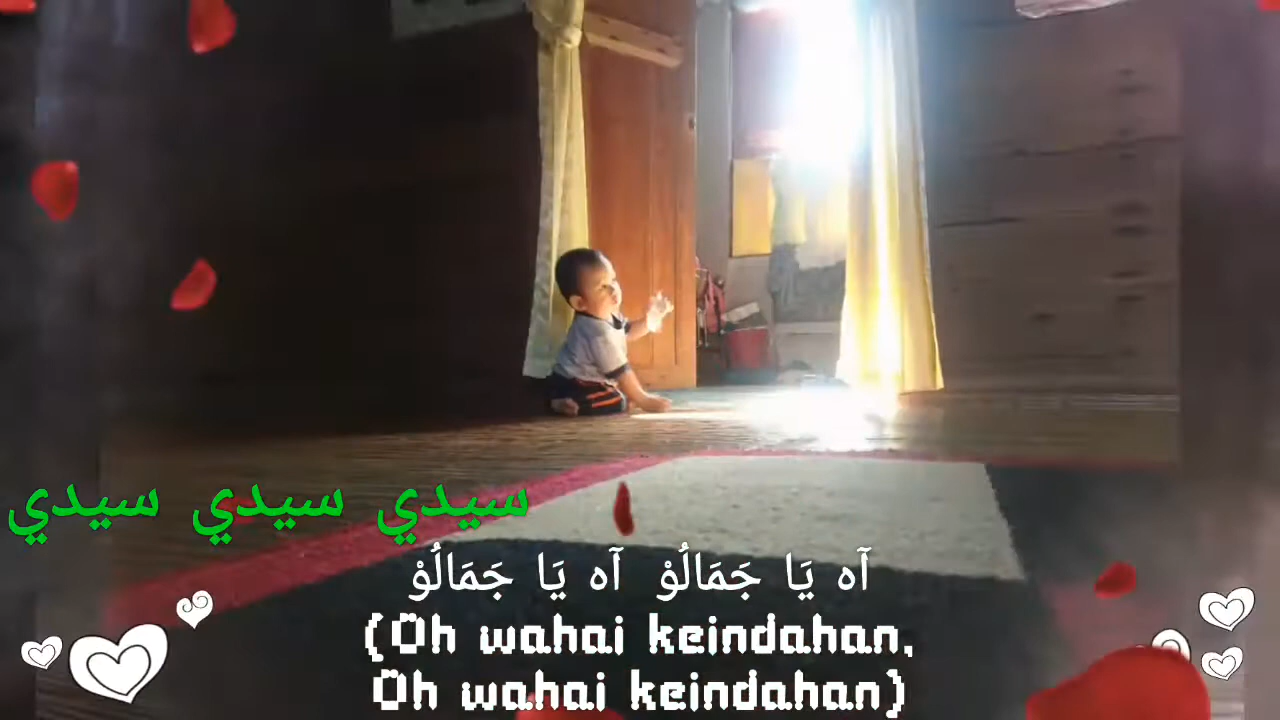 سيدي سيدي سيدي
آه يَا جَمَالُوْ آه يَا جَمَالُوْ
(Oh wahai keindahan,
Oh wahai keindahan)